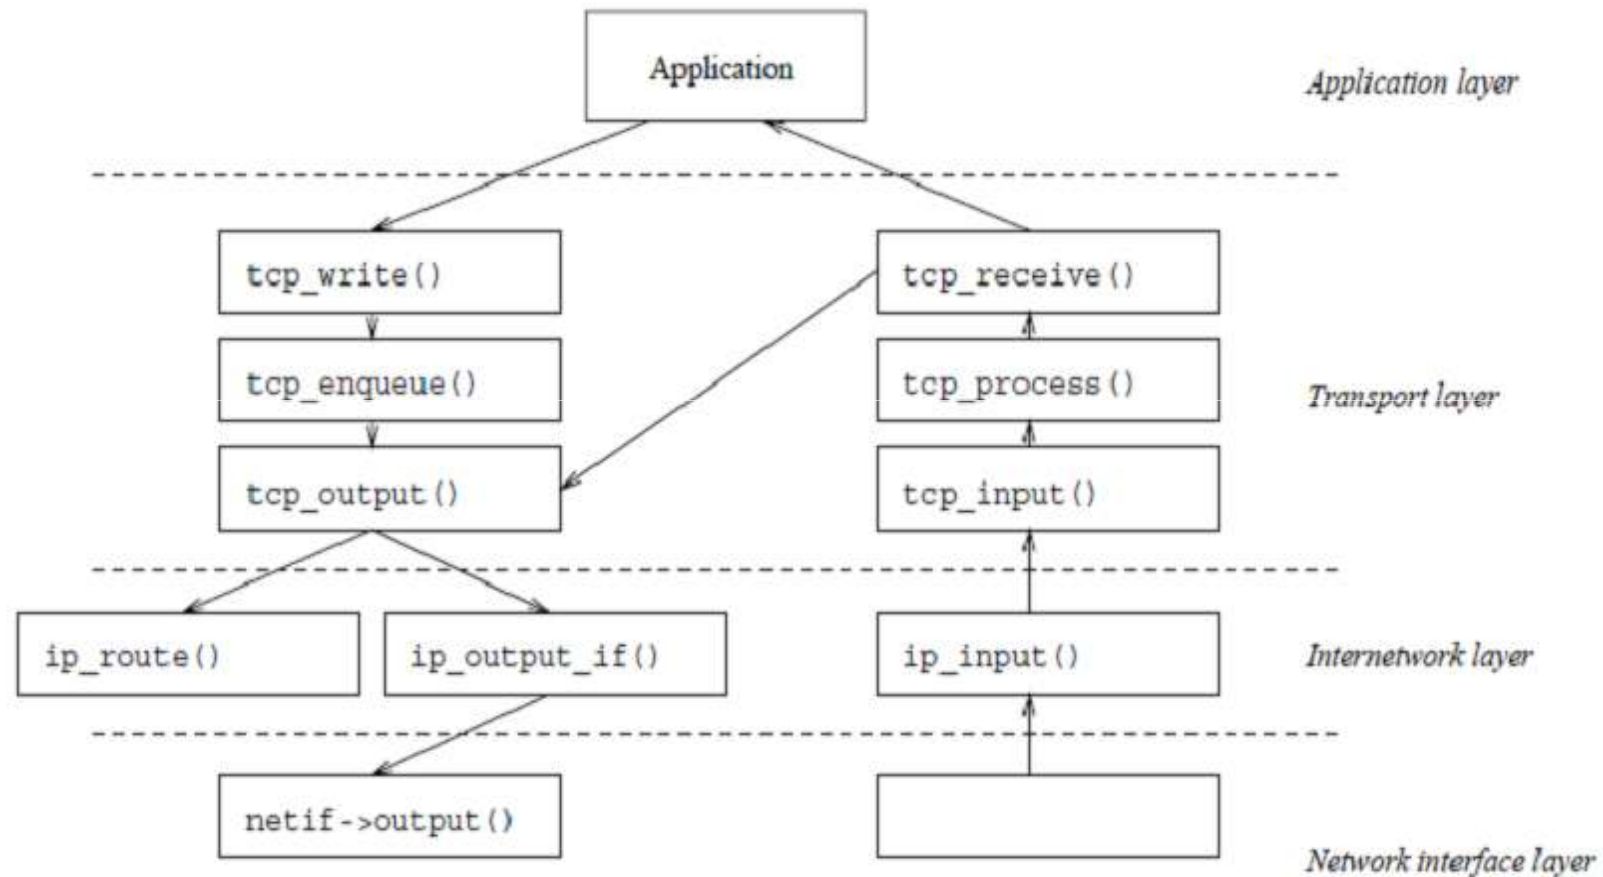 Application
Application layer
tcp_write()
tcp_receive()
tcp_enqueue()
tcp_process()
Transport layer
tcp_output()
tcp_input()
ip_route()
ip_output_if()
ip_input()
Internetwork layer
netif->output()
Network interface layer